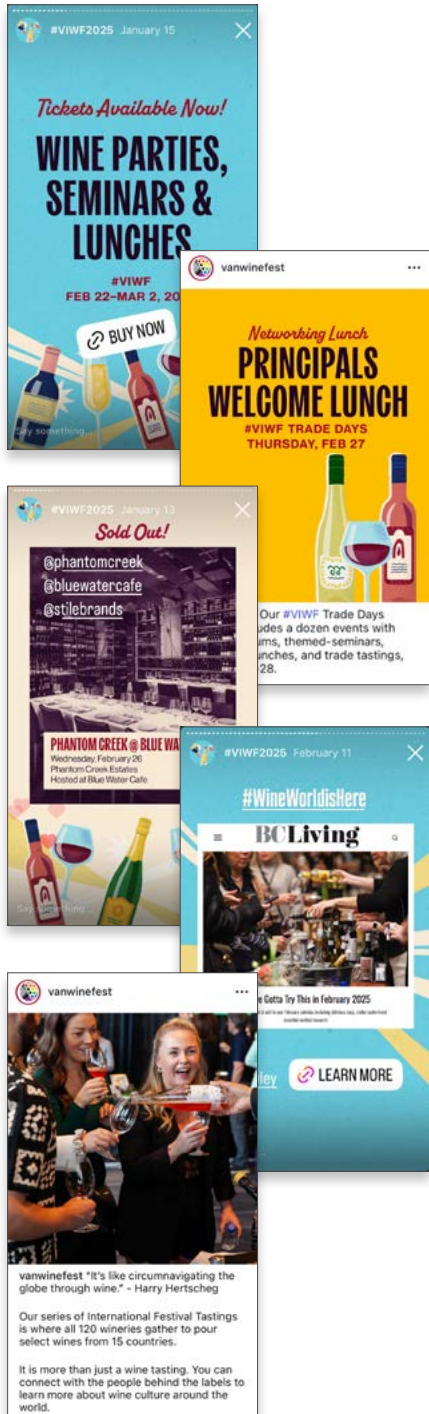 #VIWF2025 January 15
Tickets Available Now!
WINE PARTIES,
SEMINARS &
LUNCHES
#VIWF
FEB 22–MAR 2, 20
BUY NOW
Say something...
vanwinefest
Networking Lunch
PRINCIPALS
WELCOME LUNCH
#VIWF TRADE DAYS
THURSDAY, FEB 27
Our #VIWF Trade Days
udes a dozen events with
ums, themed-seminars,
unches, and trade tastings,
28.
#VIWF2025 January 13
Sold Out!
@phantomcreek
@bluewatercafe
@stilebrands
PHANTOM CREEK @ BLUE WA
Wednesday, February 26
Phantom Creek Estates
Hosted at Blue Water Cafe
Say something...
#VIWF2025 February 11
#WineWorldisHere
BCLiving
e Gotta Try This in February 2025
ley
LEARN MORE
vanwinefest
vanwinefest "It's like circumnavigating the
globe through wine." - Harry Hertscheg
Our series of International Festival Tastings
is where all 120 wineries gather to pour
select wines from 15 countries.
It is more than just a wine tasting. You can
connect with the people behind the labels to
learn more about wine culture around the
world.